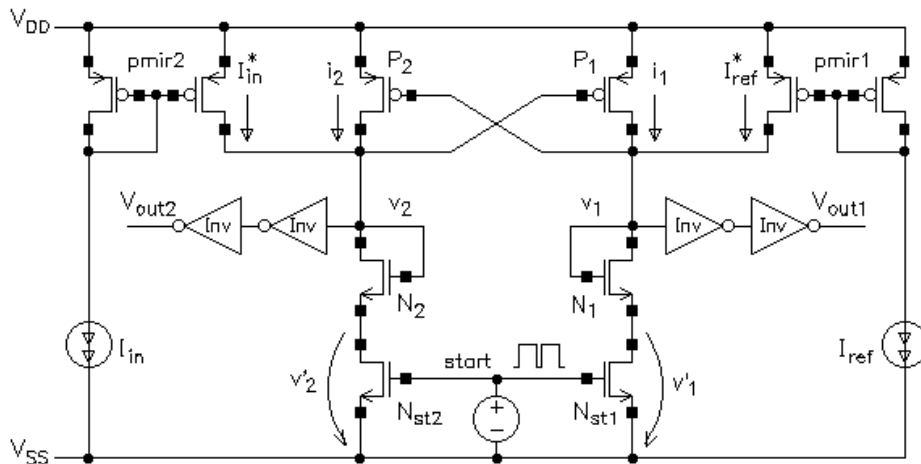 V_DD
pmir2
I*_in
i_2
P_2
P_1
i_1
I*_ref
pmir1
V_out2
Inv
Inv
v_2
v_1
Inv
Inv
V_out1
N_2
N_1
I_in
v'_2
start
v'_1
I_ref
N_st2
+
−
N_st1
V_SS